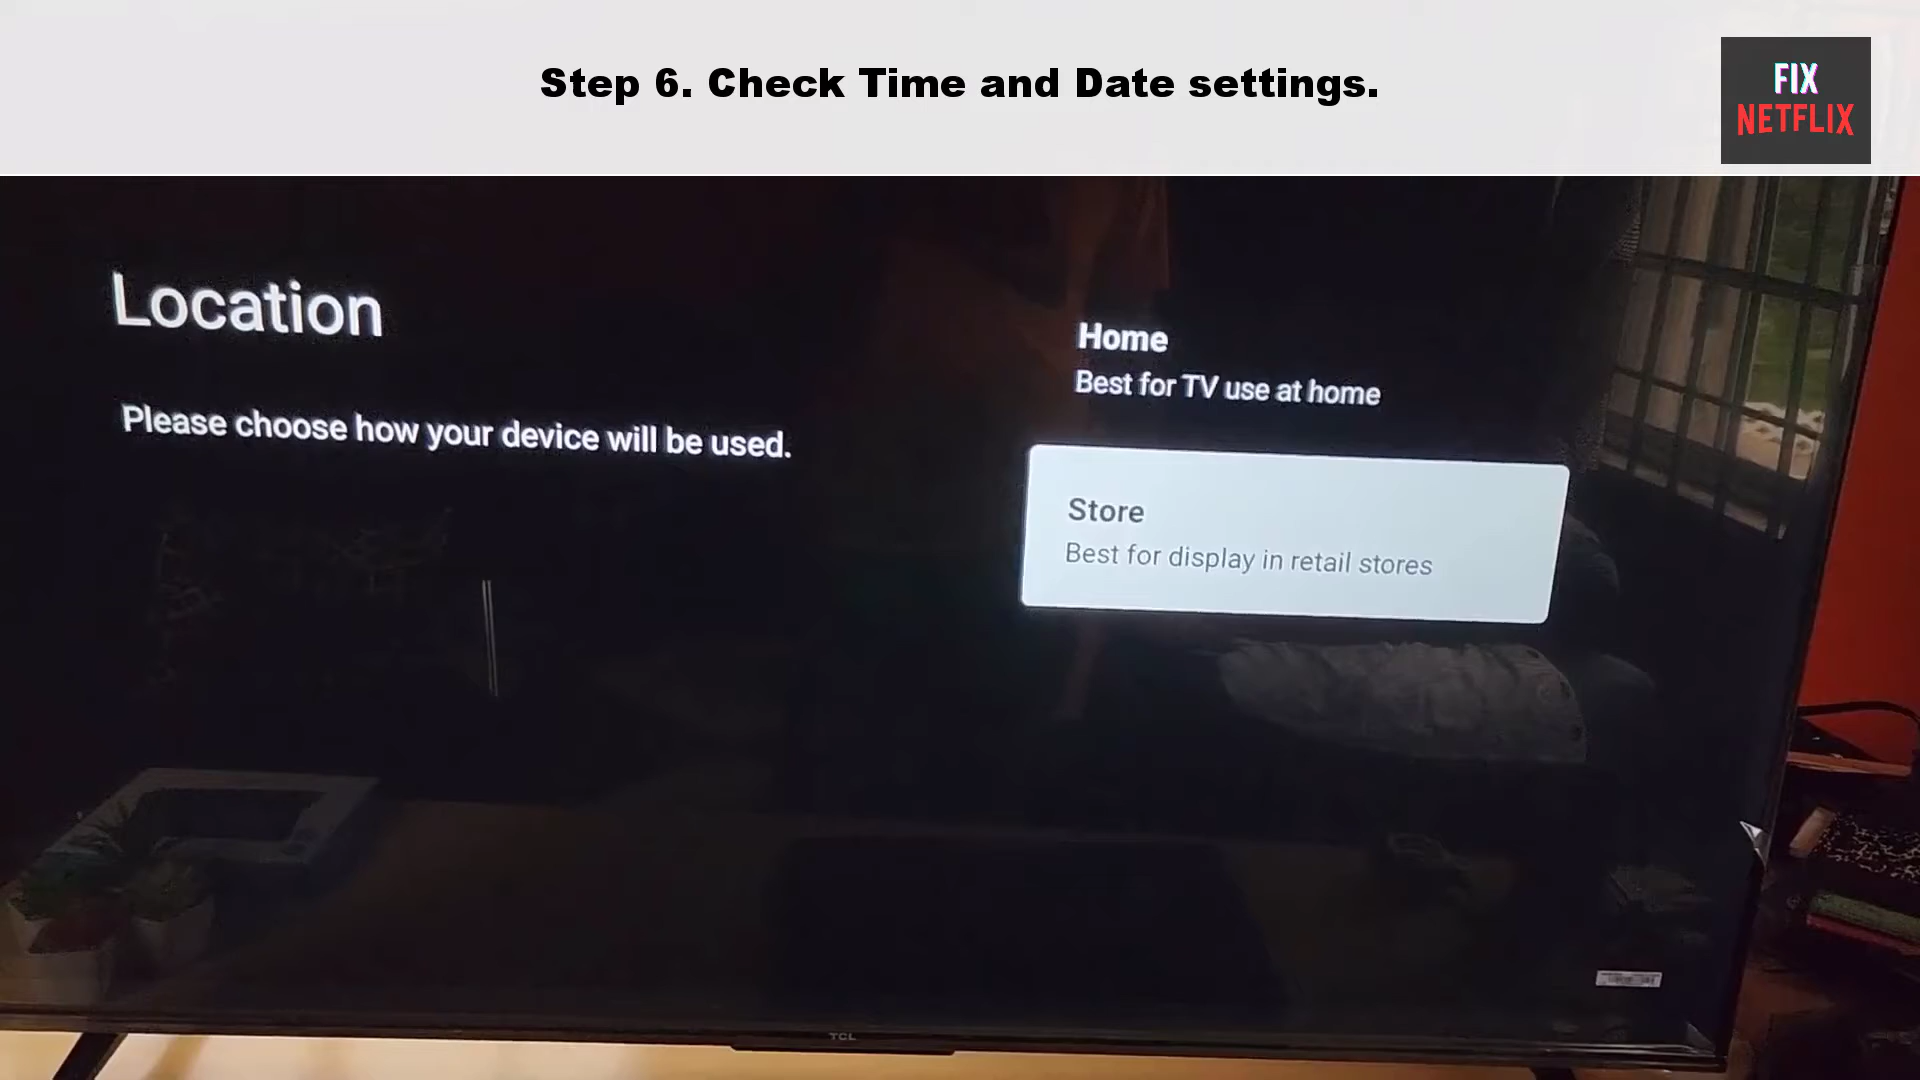 Step 6. Check Time and Date settings.
FIX
NETFLIX
Location
Please choose how your device will be used.
Home
Best for TV use at home
Store
Best for display in retail stores
TCL